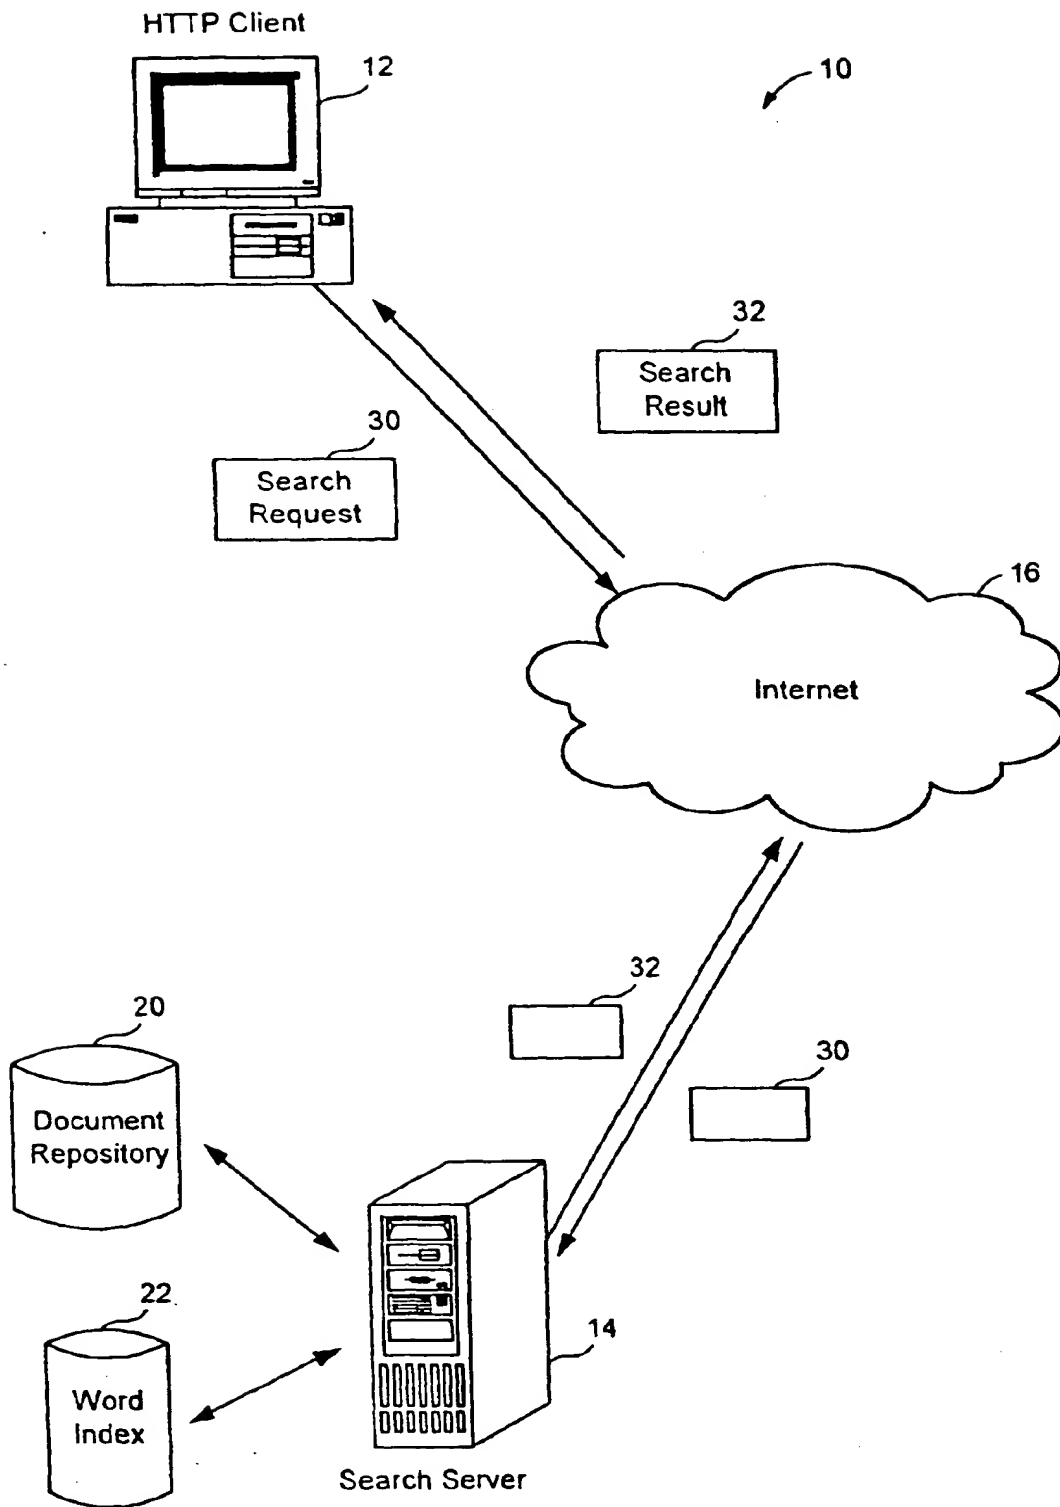 HTTP Client
12
10
32
Search
Result
30
Search
Request
16
Internet
32
20
30
Document
Repository
22
14
Word
Index
Search Server